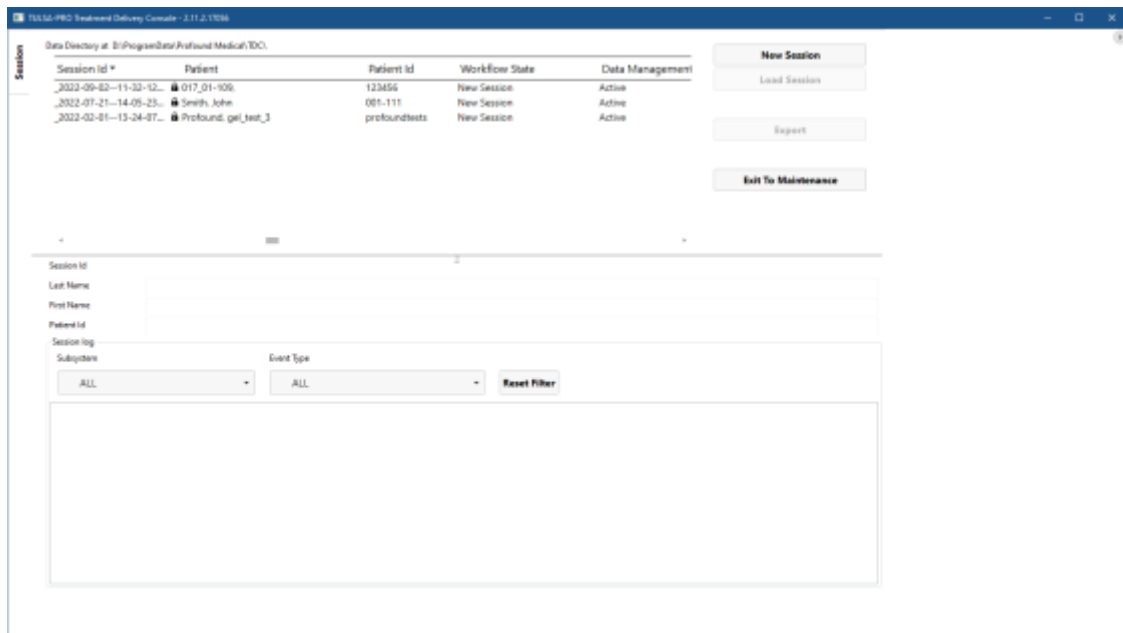 TULSA-PRO Treatment Delivery Console - 2.11.2.17056
Session
Data Directory at D:\ProgramData\Profound Medical\TDC\
New Session
Load Session
Export
Exit To Maintenance
Session Id Patient Patient Id Workflow State Data Management
_2022-09-02--11-32-12... 017_01-109, 123456 New Session Active
_2022-07-21--14-05-23... Smith, John 001-111 New Session Active
_2022-02-01--13-24-07... Profound, gel_test_3 profoundtests New Session Active
Session Id
Last Name
First Name
Patient Id
Session log
Subsystem Event Type
ALL ALL Reset Filter